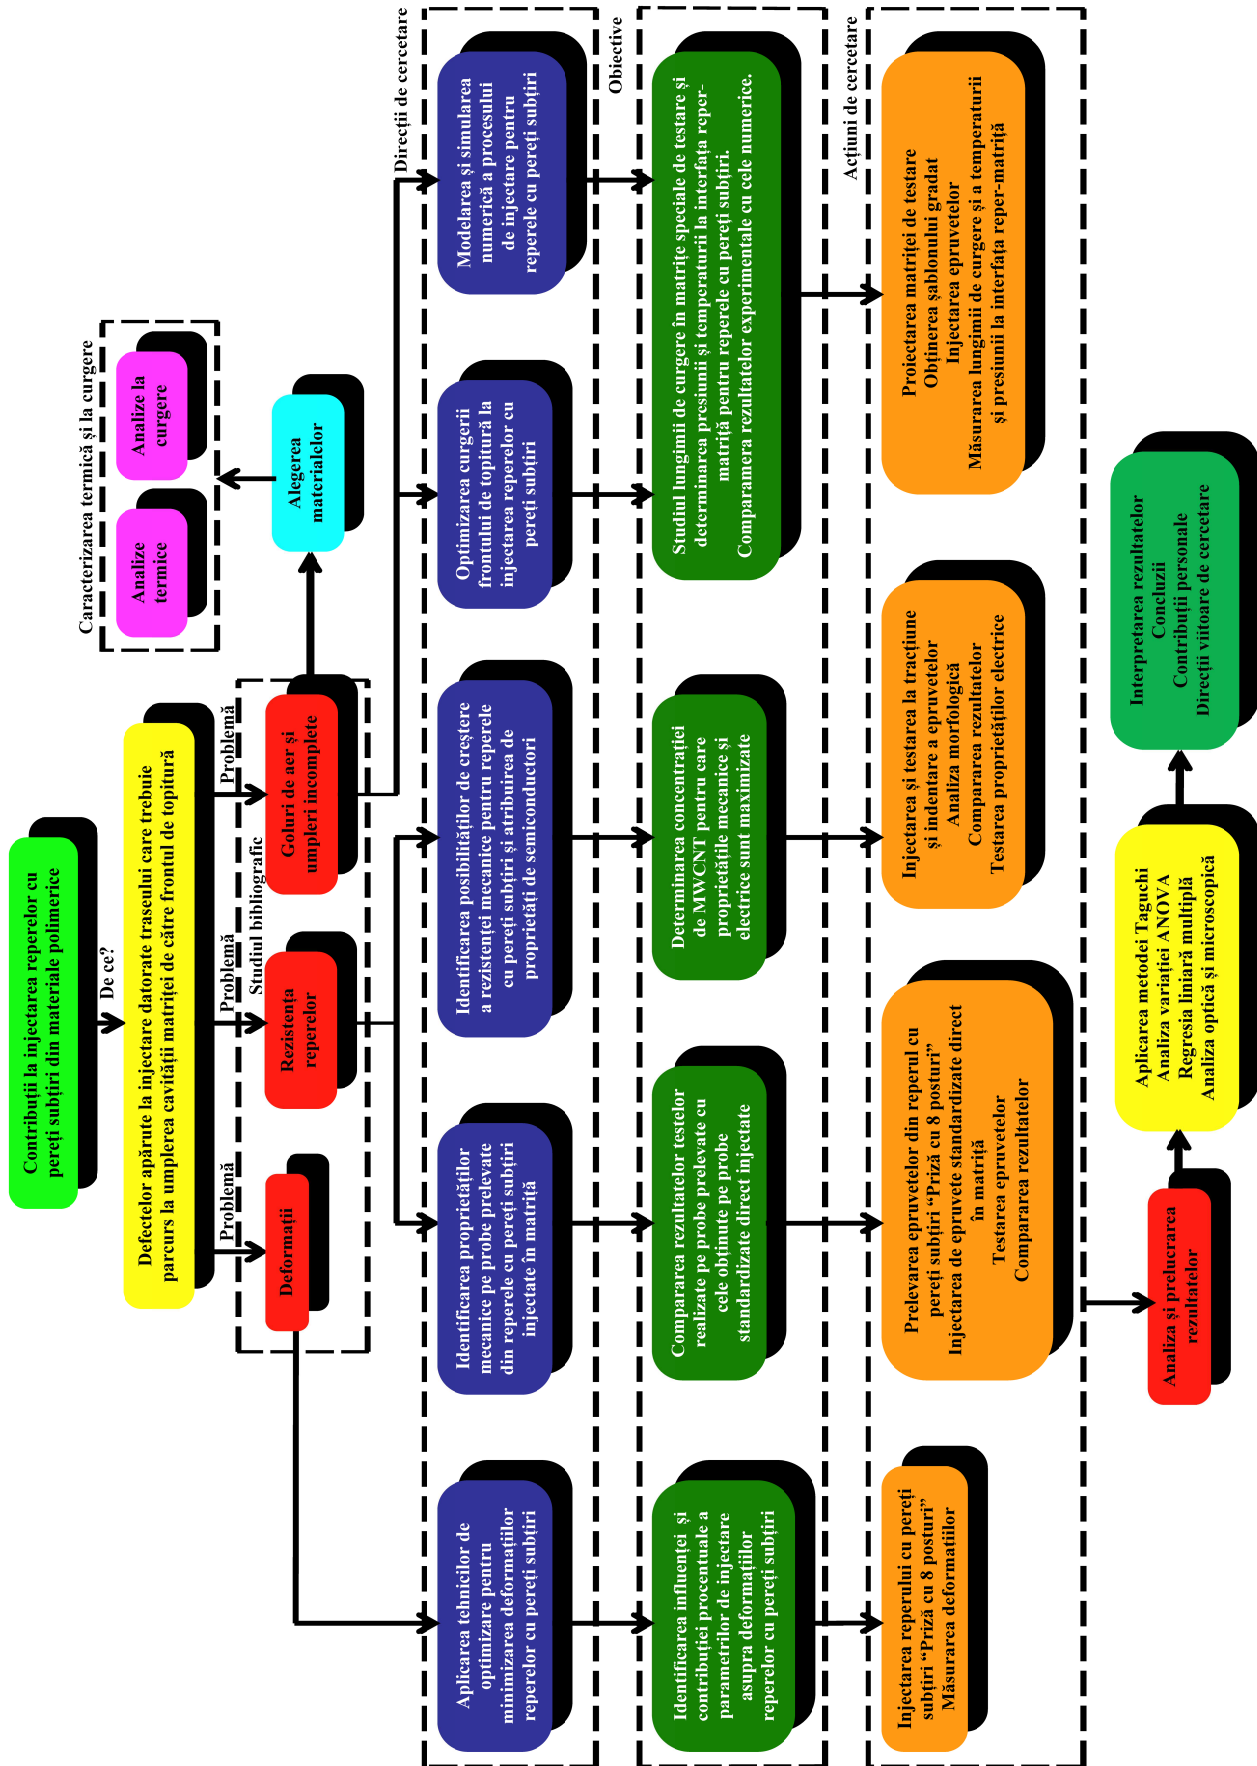 Contribuții la injectarea reperelor cu
pereți subțiri din materiale polimerice
De ce?
Defectelor apărute la injectare datorate traseului care trebuie
parcurs la umplerea cavității matriței de către frontul de topitură
Problemă
Problemă
Problemă
Studiul bibliografic
Deformații
Rezistența
reperelor
Goluri de aer și
umpleri incomplete
Caracterizarea termică și la curgere
Analize
termice
Analize la
curgere
Alegerea
materialelor
Direcții de cercetare
Aplicarea tehnicilor de
optimizare pentru
minimizarea deformațiilor
reperelor cu pereți subțiri
Identificarea proprietăților
mecanice pe probe prelevate
din reperele cu pereți subțiri
injectate în matriță
Identificarea posibilităților de creștere
a rezistenței mecanice pentru reperele
cu pereți subțiri și atribuirea de
proprietăți de semiconductori
Optimizarea curgerii
frontului de topitură la
injectarea reperelor cu
pereți subțiri
Modelarea și simularea
numerică a procesului
de injectare pentru
reperele cu pereți subțiri
Obiective
Identificarea influenței și
contribuției procentuale a
parametrilor de injectare
asupra deformațiilor
reperelor cu pereți subțiri
Compararea rezultatelor testelor
realizate pe probe prelevate cu
cele obținute pe probe
standardizate direct injectate
Determinarea concentrației
de MWCNT pentru care
proprietățile mecanice și
electrice sunt maximizate
Studiul lungimii de curgere în matrițe speciale de testare și
determinarea presiunii și temperaturii la interfața reper-
matriță pentru reperele cu pereți subțiri.
Comparamera rezultatelor experimentale cu cele numerice.
Acțiuni de cercetare
Injectarea reperului cu pereți
subțiri “Priză cu 8 posturi”
Măsurarea deformațiilor
Prelevarea epruvetelor din reperul cu
pereți subțiri “Priză cu 8 posturi”
Injectarea de epruvete standardizate direct
în matriță
Testarea epruvetelor
Compararea rezultatelor
Injectarea și testarea la tracțiune
și indentare a epruvetelor
Analiza morfologică
Compararea rezultatelor
Testarea proprietăților electrice
Proiectarea matriței de testare
Obținerea șablonului gradat
Injectarea epruvetelor
Măsurarea lungimii de curgere și a temperaturii
și presiunii la interfața reper-matriță
Analiza și prelucrarea
rezultatelor
Aplicarea metodei Taguchi
Analiza variației ANOVA
Regresia liniară multiplă
Analiza optică și microscopică
Interpretarea rezultatelor
Concluzii
Contribuții personale
Direcții viitoare de cercetare